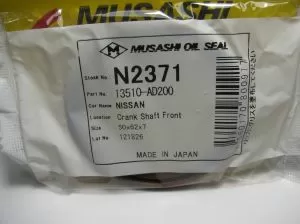 MUSASHI
M MUSASHI OIL SEAL
Stock No. N2371
Part No. 13510-AD200
Car Name NISSAN
Location Crank Shaft Front
Size 50x62x7
Lot No 121826
MADE IN JAPAN